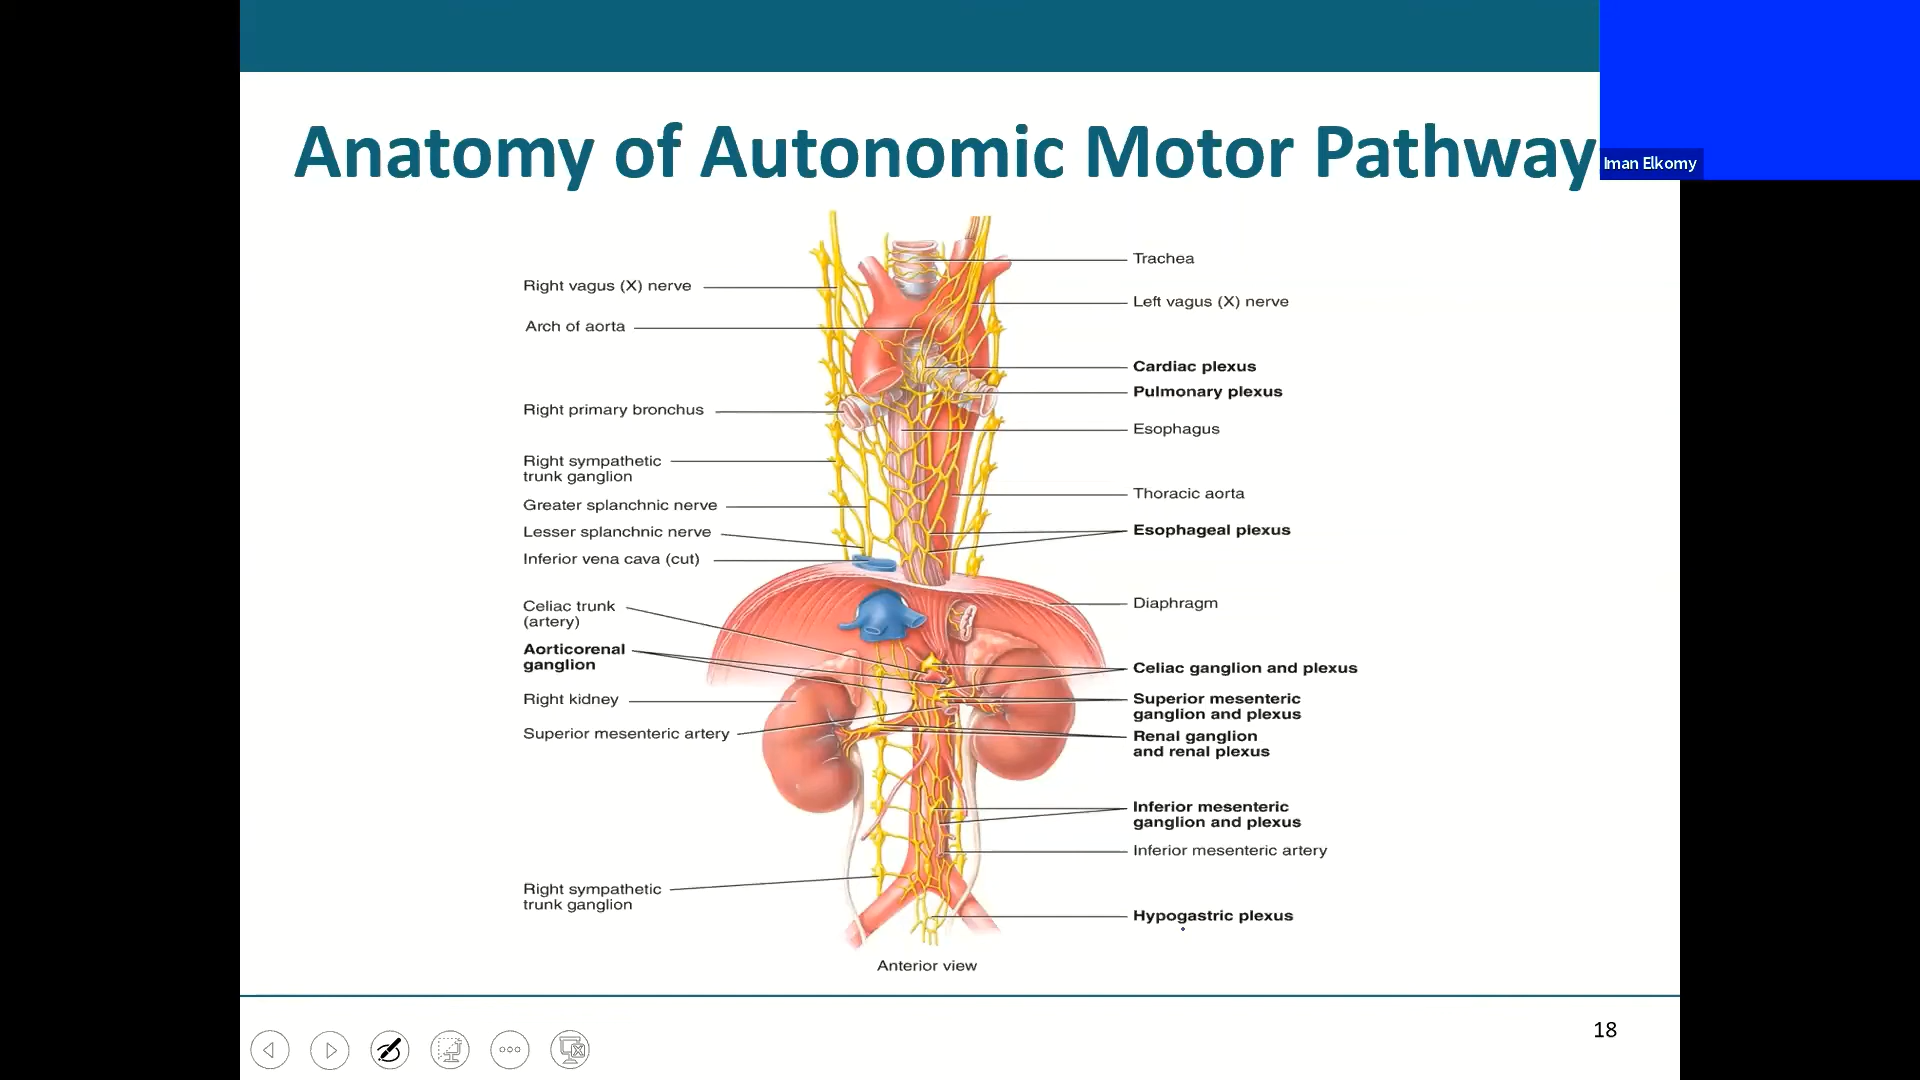 Anatomy of Autonomic Motor Pathway
Iman Elkomy
Right vagus (X) nerve
Arch of aorta
Right primary bronchus
Right sympathetic
trunk ganglion
Greater splanchnic nerve
Lesser splanchnic nerve
Inferior vena cava (cut)
Celiac trunk
(artery)
Aorticorenal
ganglion
Right kidney
Superior mesenteric artery
Right sympathetic
trunk ganglion
Trachea
Left vagus (X) nerve
Cardiac plexus
Pulmonary plexus
Esophagus
Thoracic aorta
Esophageal plexus
Diaphragm
Celiac ganglion and plexus
Superior mesenteric
ganglion and plexus
Renal ganglion
and renal plexus
Inferior mesenteric
ganglion and plexus
Inferior mesenteric artery
Hypogastric plexus
Anterior view
18